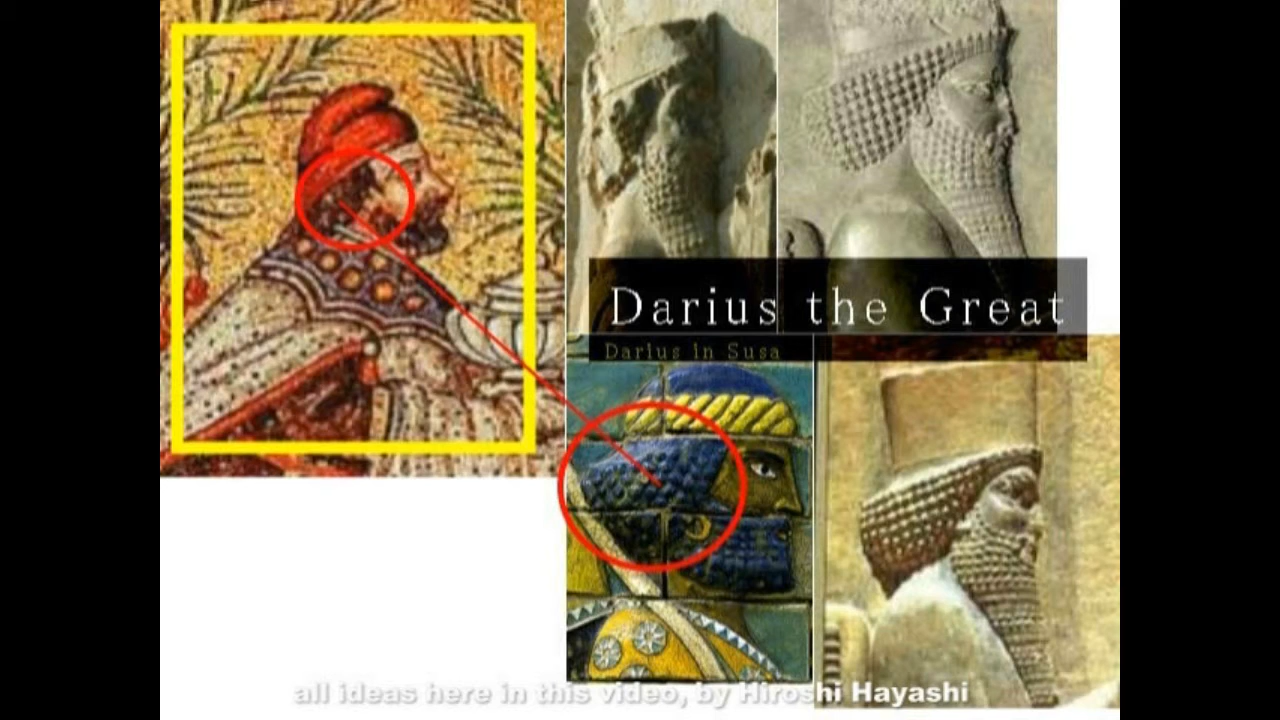 Darius the Great
Darius in Susa
all ideas here in this video, by Hiroshi Hayashi